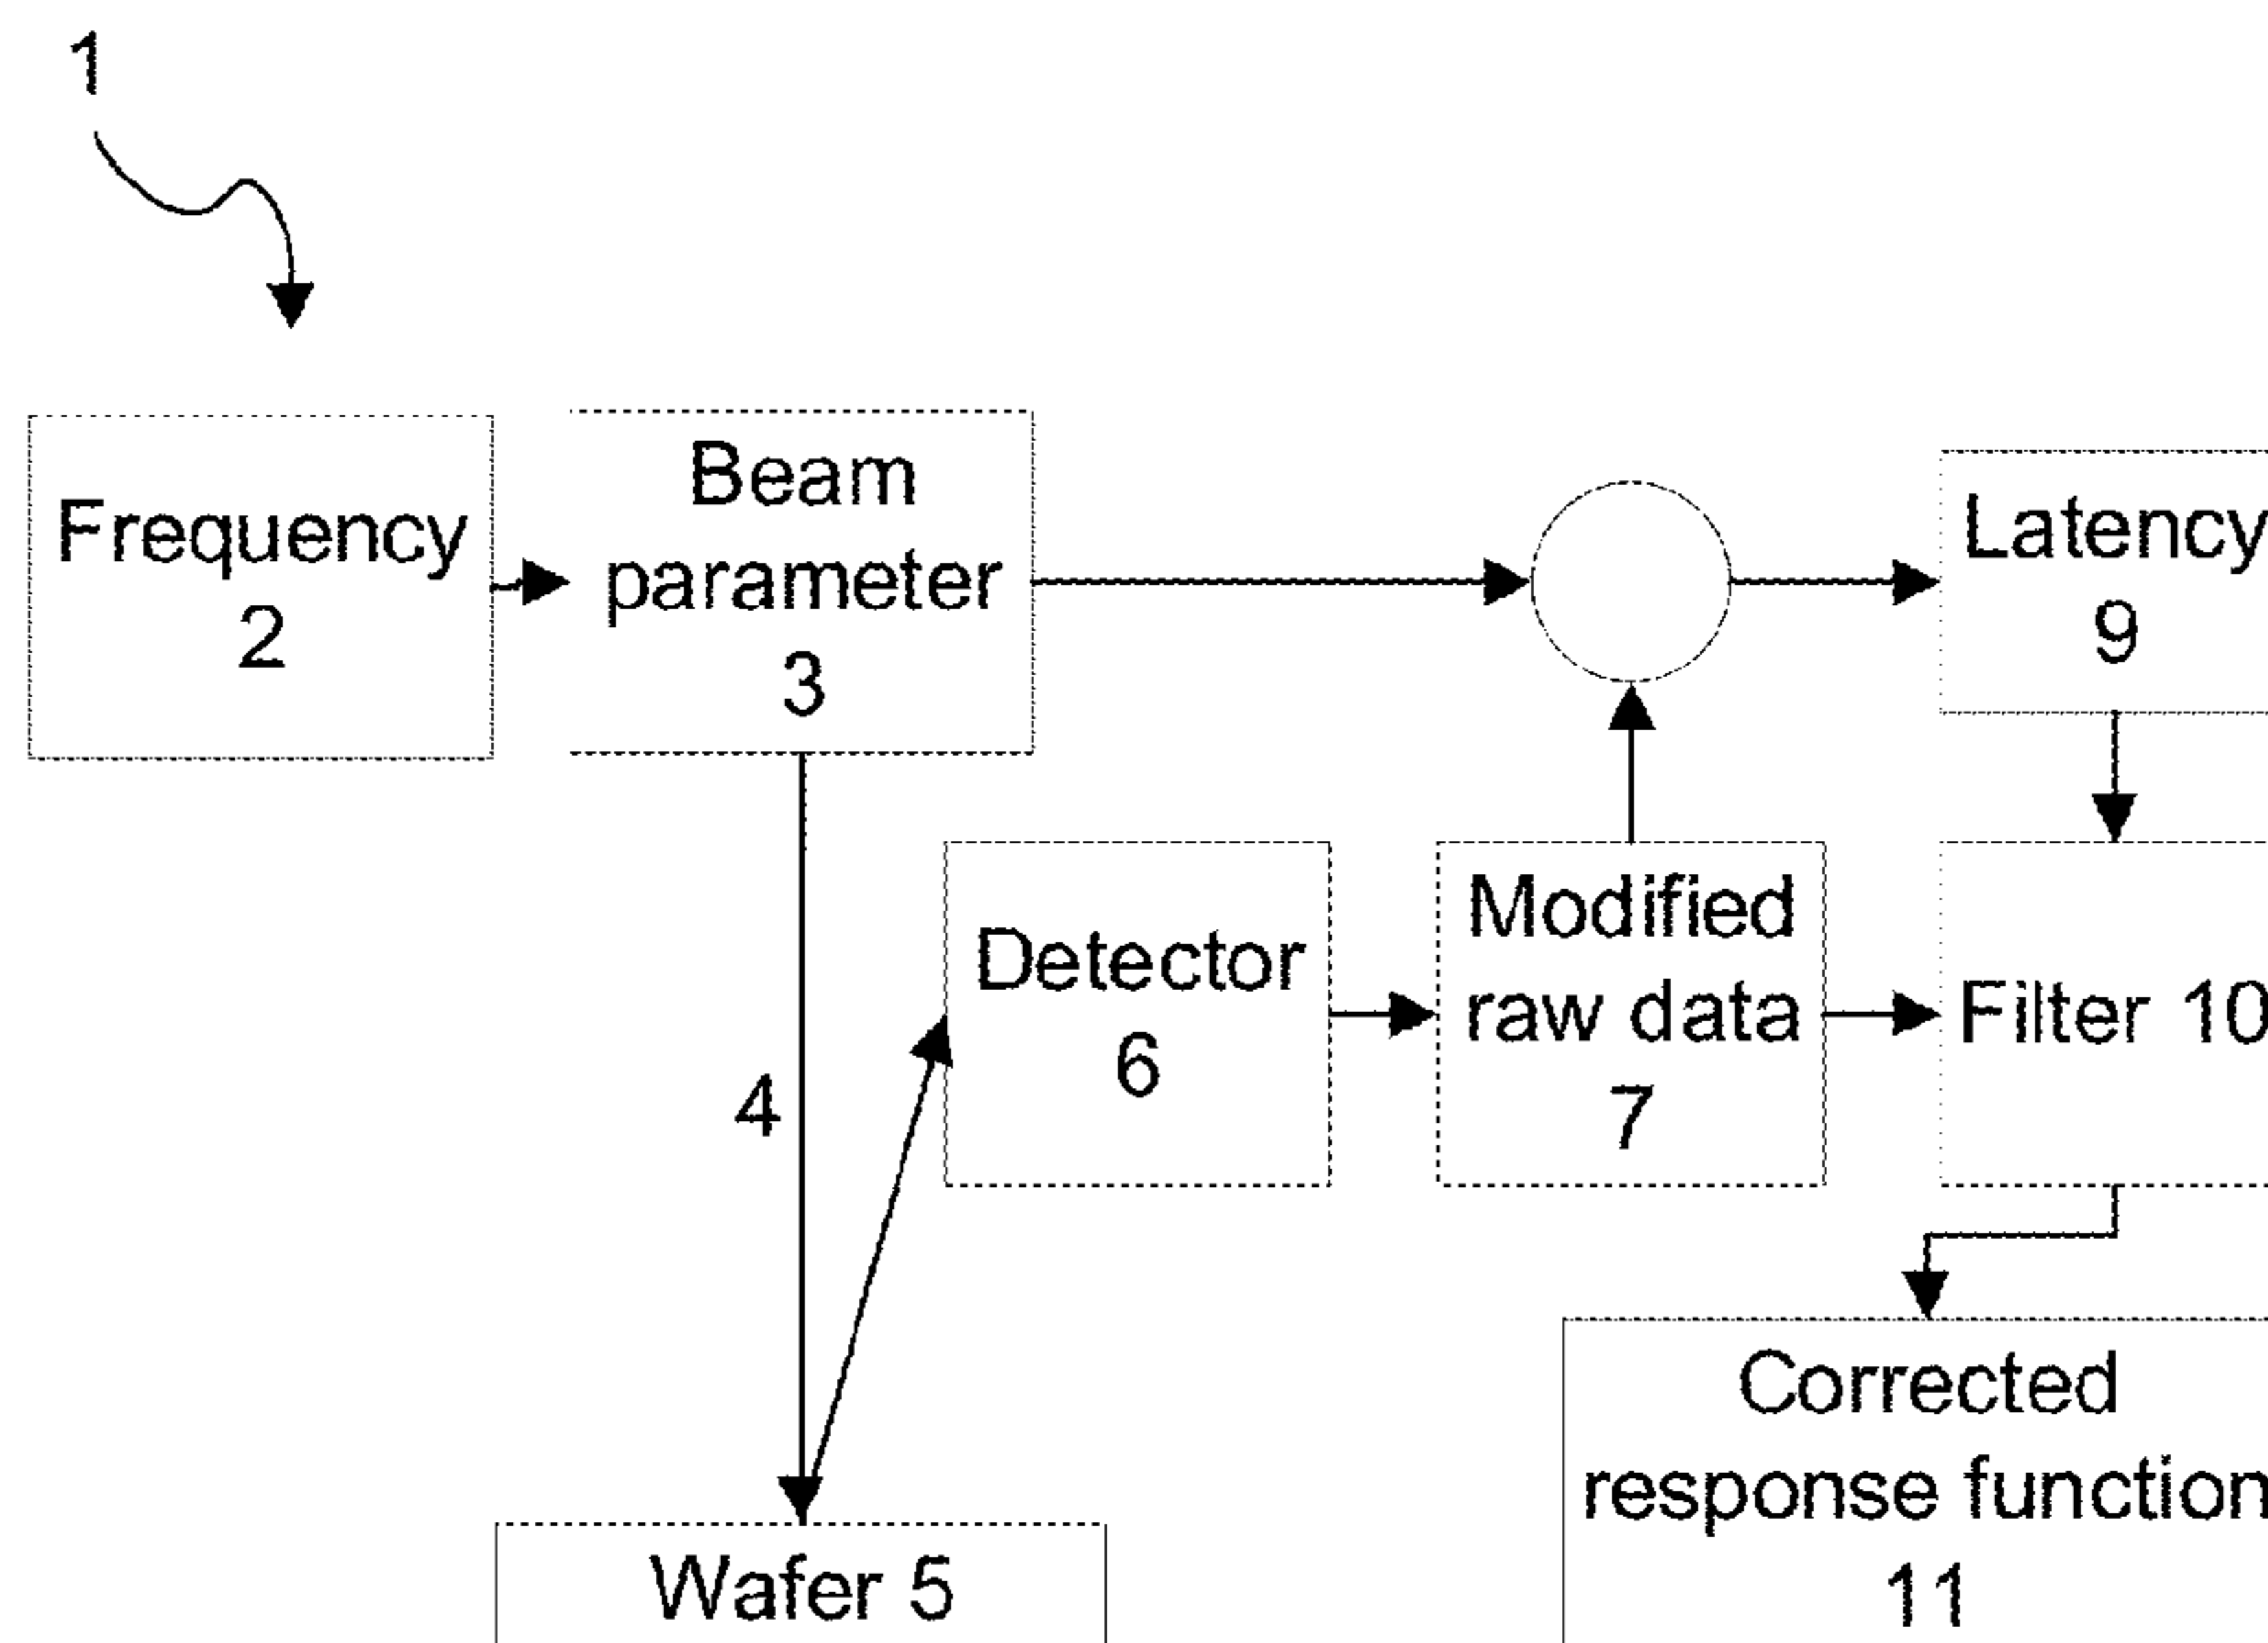 1
Frequency
2
Beam
parameter
3
Latency
9
4
Detector
6
Modified
raw data
7
Filter 10
Wafer 5
Corrected
response function
11